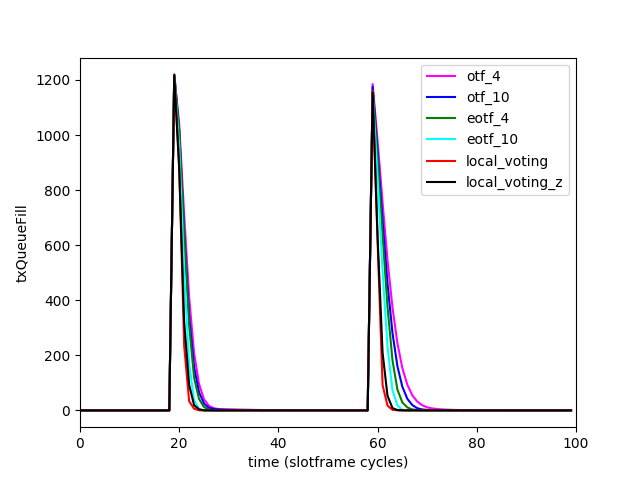 1200
1000
800
600
400
200
0
txQueueFill
0 20 40 60 80 100
time (slotframe cycles)
otf_4
otf_10
eotf_4
eotf_10
local_voting
local_voting_z